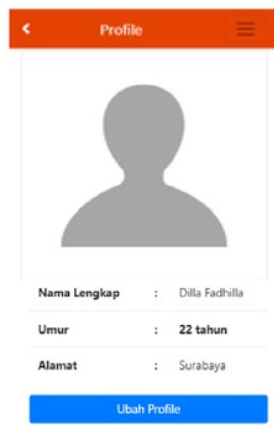 Profile
Nama Lengkap : Dilla Fadhilla
Umur : 22 tahun
Alamat : Surabaya
Ubah Profile